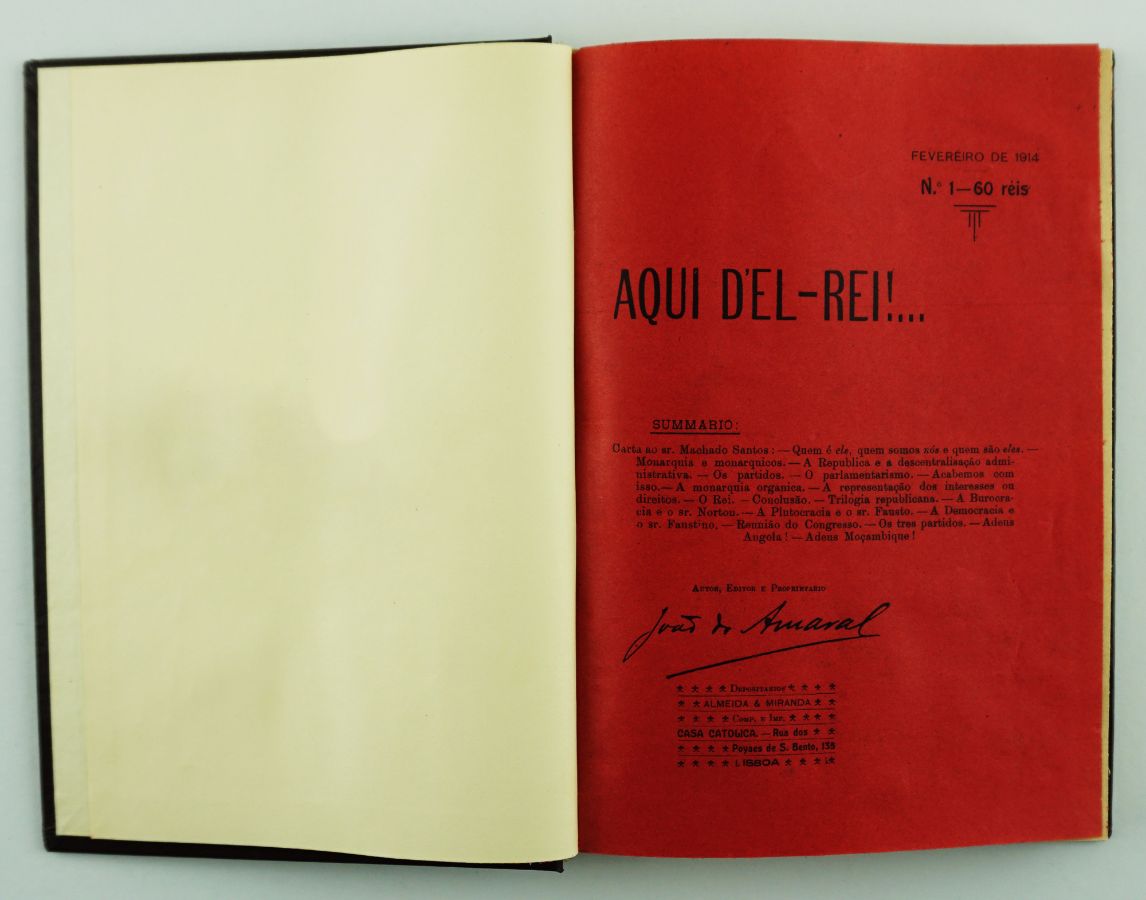 FEVEREIRO DE 1914
N.º 1—60 réis
AQUI D'EL-REI!...
SUMMARIO:
Carta ao sr. Machado Santos: — Quem é ele, quem somos nós e quem são eles. —
Monarquia e monarquicos. — A Republica e a descentralisação admi-
nistrativa. — Os partidos. — O parlamentarismo. — Acabemos com
isso. — A monarquia organica. — A representação dos interesses ou
direitos. — O Rei. — Conclusão. — Trilogia republicana. — A Burocra-
cia e o sr. Norton. — A Plutocracia e o sr. Fausto. — A Democracia e
o sr. Faustino. — Reunião do Congresso. — Os tres partidos. — Adeus
Angola! — Adeus Moçambique!
AUTOR, EDITOR E PROPRIETARIO
João do Amaral
DEPOSITARIOS
ALMEIDA & MIRANDA
COMP. E IMP.
CASA CATOLICA. — Rua dos
Poyaes de S. Bento, 135
LISBOA